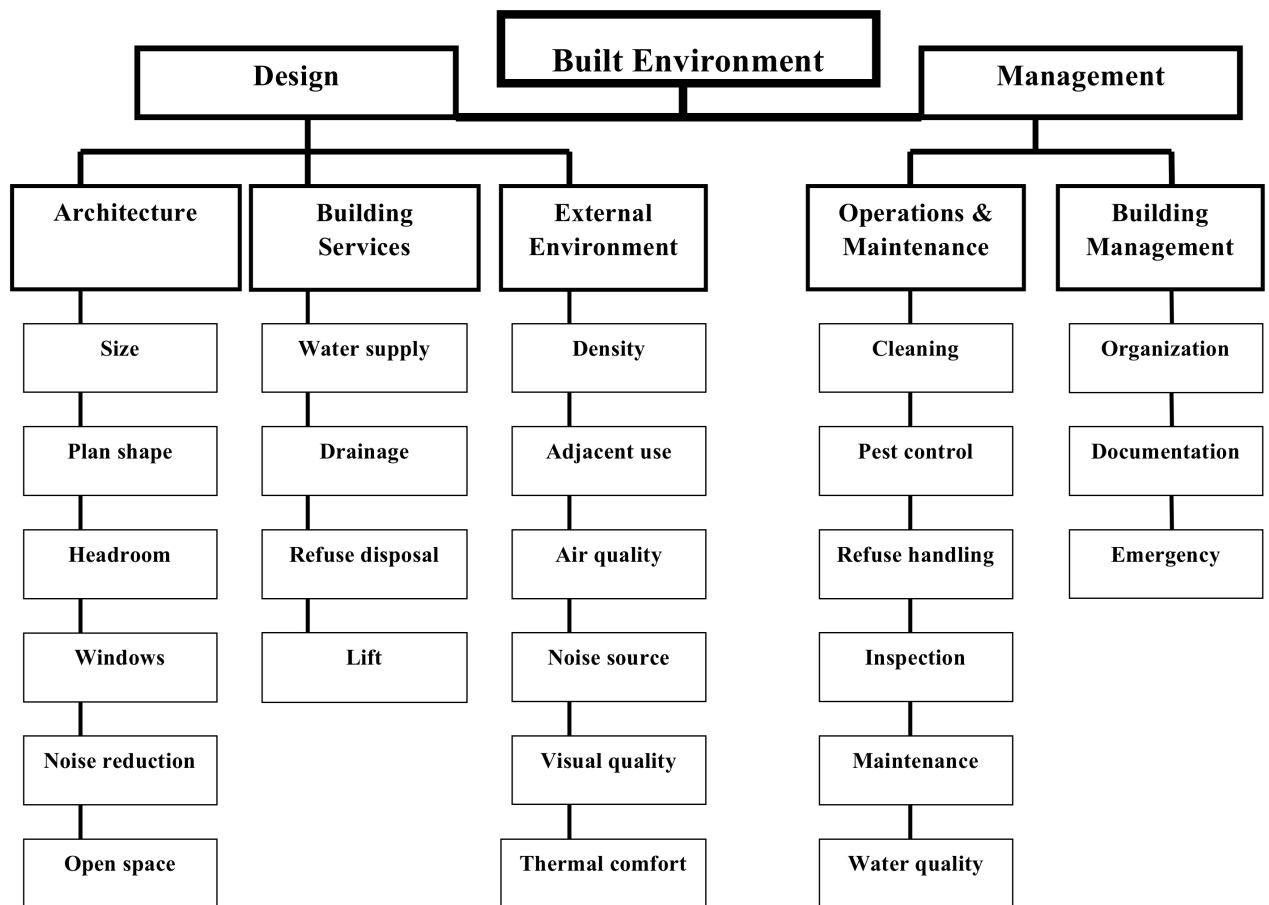 Built Environment
Design
Management
Architecture
Building
Services
External
Environment
Operations &
Maintenance
Building
Management
Size
Water supply
Density
Cleaning
Organization
Plan shape
Drainage
Adjacent use
Pest control
Documentation
Headroom
Refuse disposal
Air quality
Refuse handling
Emergency
Windows
Lift
Noise source
Inspection
Noise reduction
Visual quality
Maintenance
Open space
Thermal comfort
Water quality